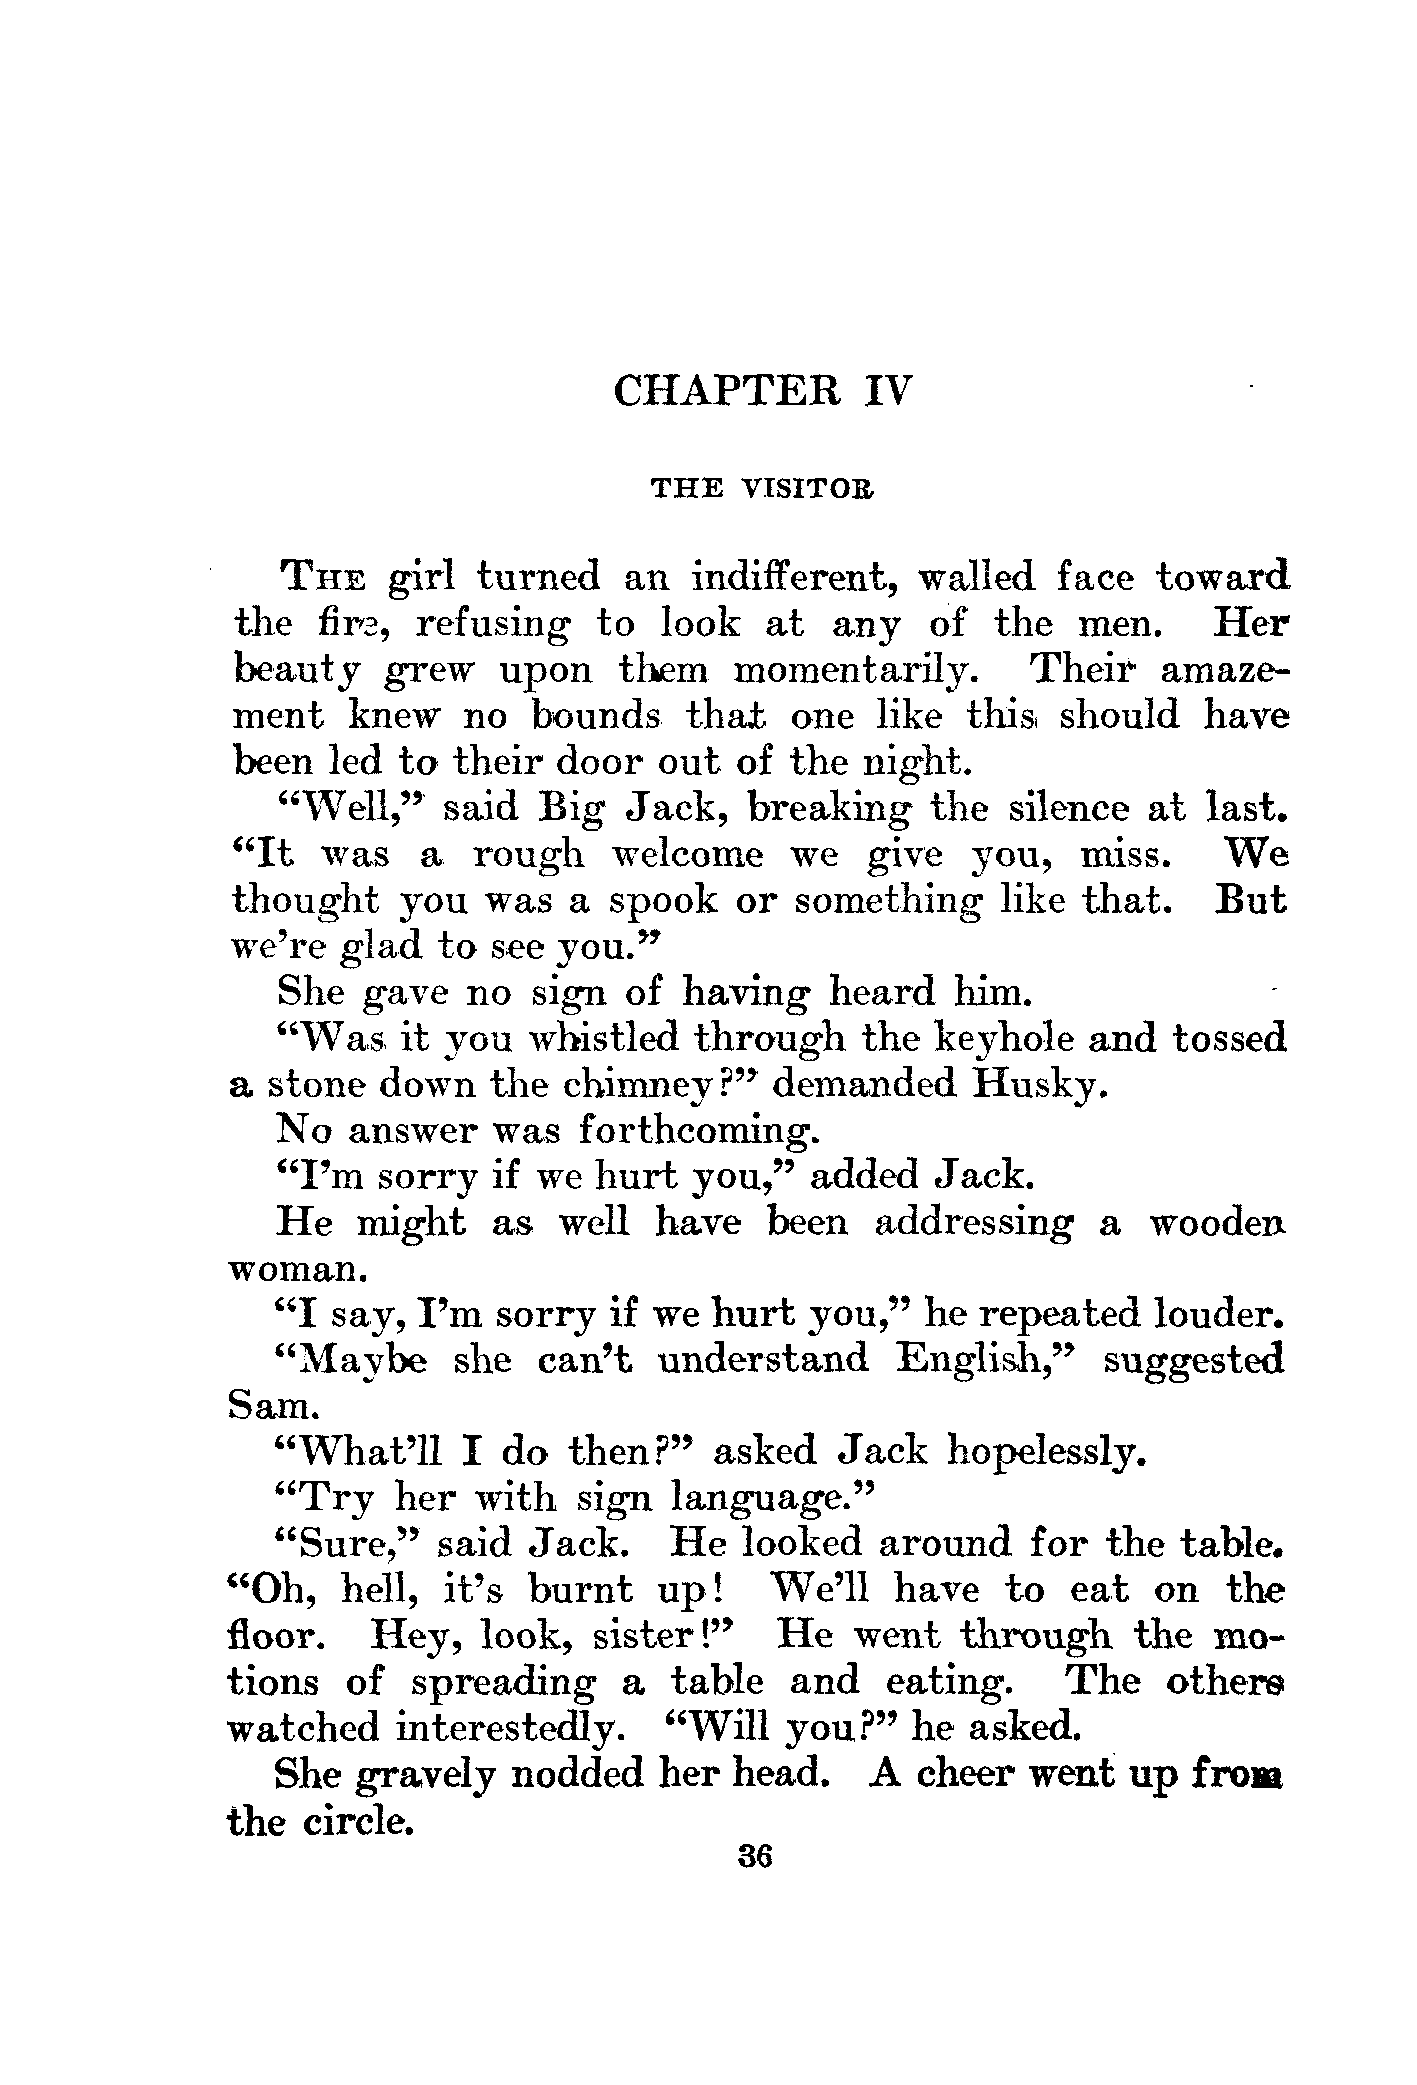 CHAPTER IV
THE VISITOR
THE girl turned an indifferent, walled face toward
the fire, refusing to look at any of the men. Her
beauty grew upon them momentarily. Their amaze-
ment knew no bounds that one like this should have
been led to their door out of the night.
“Well,” said Big Jack, breaking the silence at last.
“It was a rough welcome we give you, miss. We
thought you was a spook or something like that. But
we’re glad to see you.”
She gave no sign of having heard him.
“Was it you whistled through the keyhole and tossed
a stone down the chimney?” demanded Husky.
No answer was forthcoming.
“I’m sorry if we hurt you,” added Jack.
He might as well have been addressing a wooden
woman.
“I say, I’m sorry if we hurt you,” he repeated louder.
“Maybe she can’t understand English,” suggested
Sam.
“What’ll I do then?” asked Jack hopelessly.
“Try her with sign language.”
“Sure,” said Jack. He looked around for the table.
“Oh, hell, it’s burnt up! We’ll have to eat on the
floor. Hey, look, sister!” He went through the mo-
tions of spreading a table and eating. The others
watched interestedly. “Will you?” he asked.
She gravely nodded her head. A cheer went up from
the circle.
36